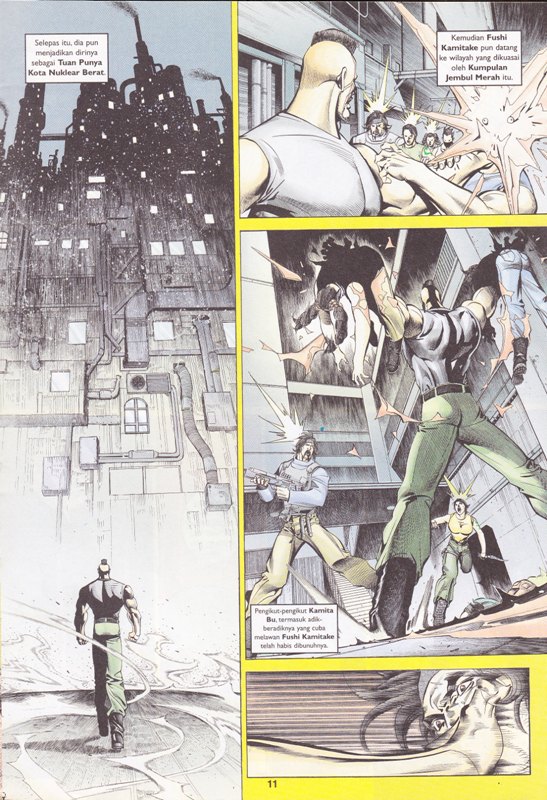 Selepas itu, dia pun
menjadikan dirinya
sebagai Tuan Punya
Kota Nuklear Berat.
Kemudian Fushi
Kamitake pun datang
ke wilayah yang dikuasai
oleh Kumpulan
Jembul Merah itu.
Pengikut-pengikut Kamita
Bu, termasuk adik-
beradiknya yang cuba
melawan Fushi Kamitake
telah habis dibunuhnya.
11